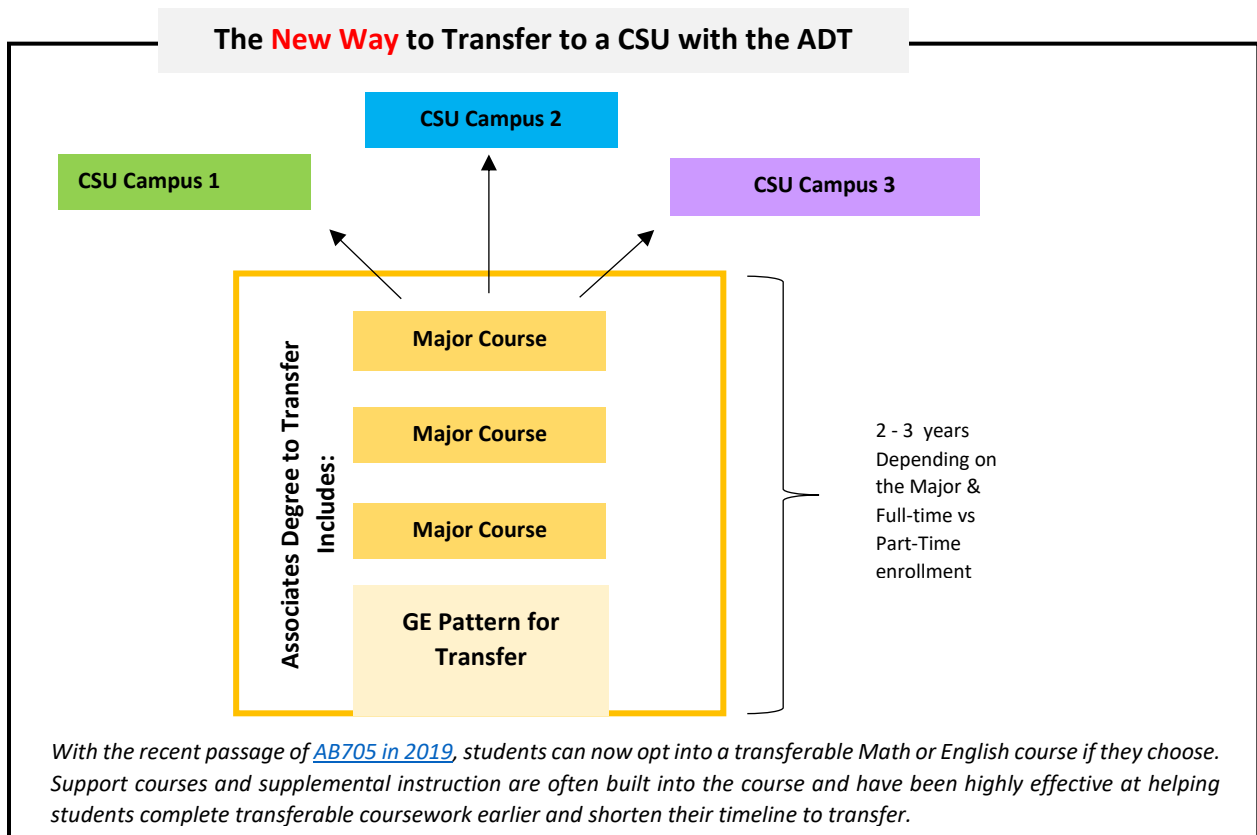 The New Way to Transfer to a CSU with the ADT
CSU Campus 2
CSU Campus 1
CSU Campus 3
Associates Degree to Transfer
Includes:
Major Course
Major Course
Major Course
GE Pattern for
Transfer
2 - 3 years
Depending on
the Major &
Full-time vs
Part-Time
enrollment
With the recent passage of AB705 in 2019, students can now opt into a transferable Math or English course if they choose.
Support courses and supplemental instruction are often built into the course and have been highly effective at helping
students complete transferable coursework earlier and shorten their timeline to transfer.